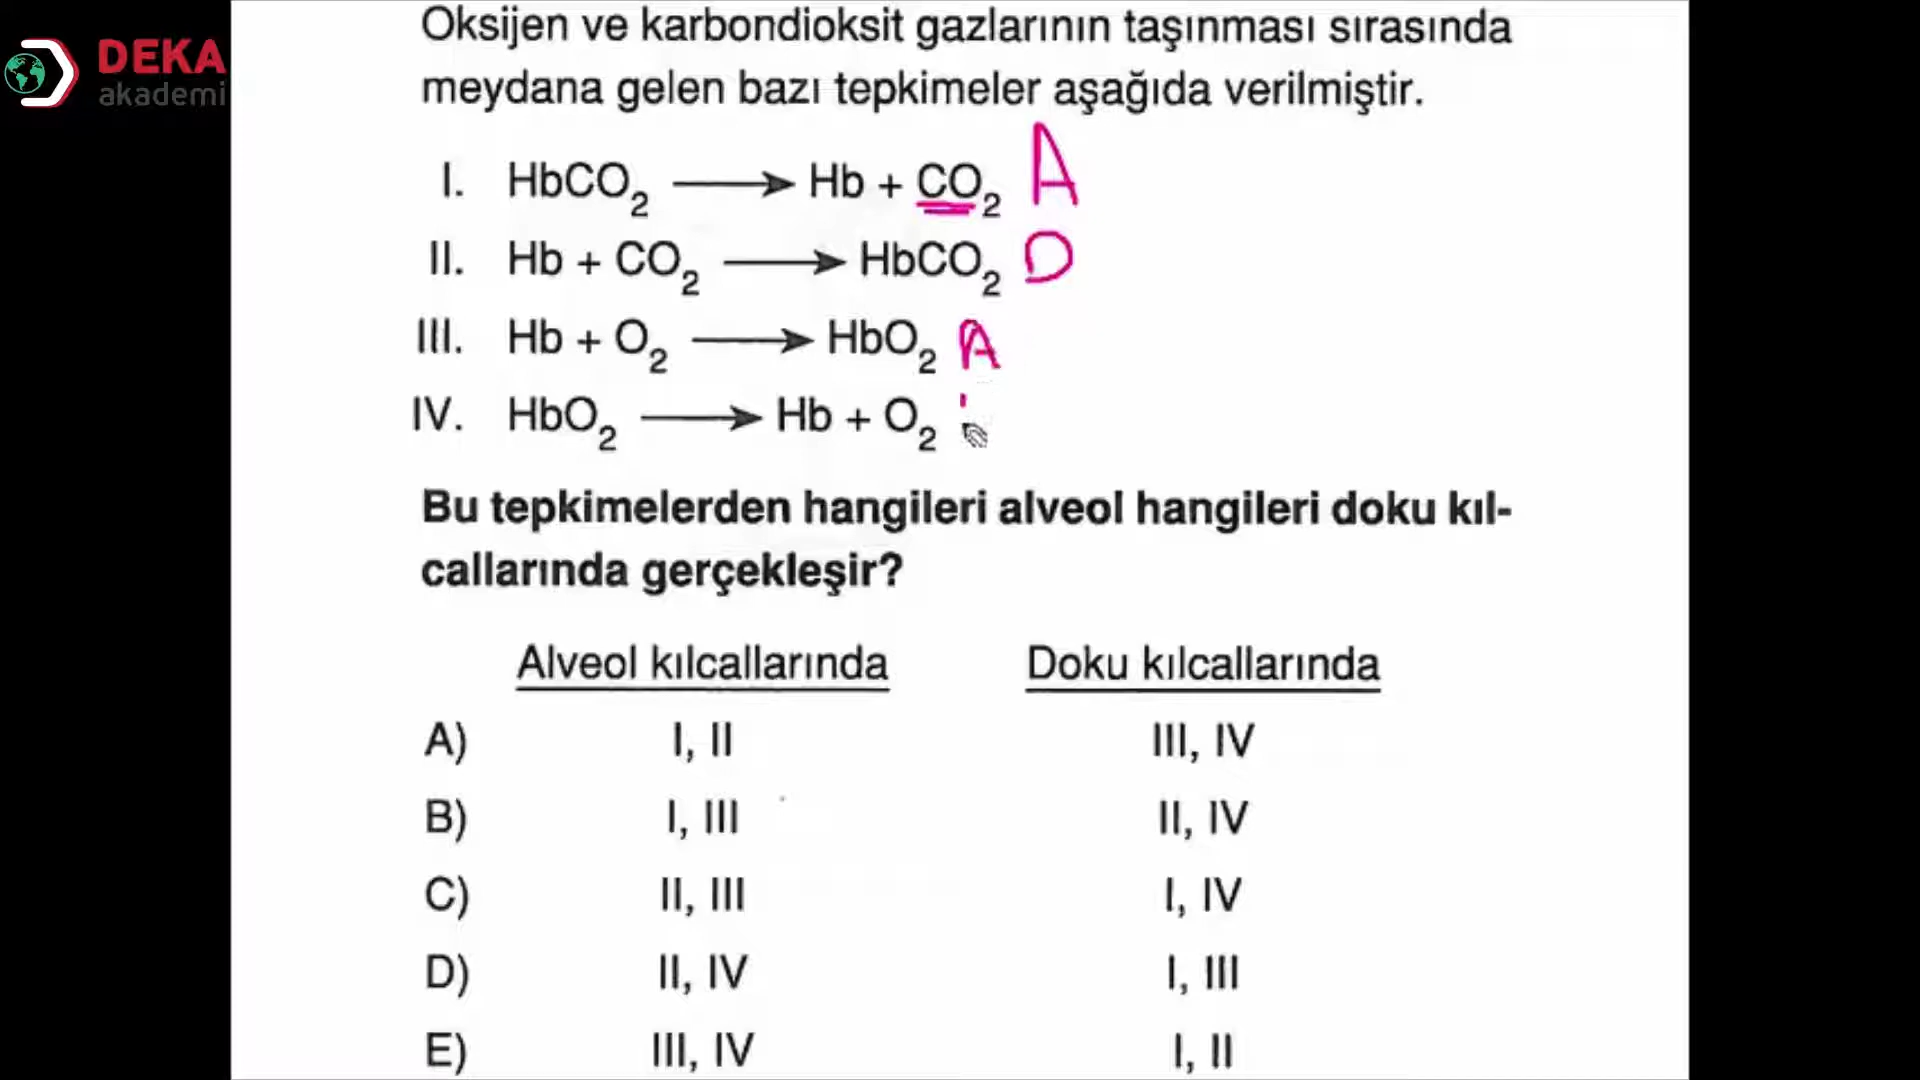 DEKA
akademi
Oksijen ve karbondioksit gazlarının taşınması sırasında
meydana gelen bazı tepkimeler aşağıda verilmiştir.
I. HbCO₂ → Hb + CO₂ A
II. Hb + CO₂ → HbCO₂ D
III. Hb + O₂ → HbO₂ A
IV. HbO₂ → Hb + O₂
Bu tepkimelerden hangileri alveol hangileri doku kıl-
callarında gerçekleşir?
Alveol kılcallarında Doku kılcallarında
A) I, II III, IV
B) I, III II, IV
C) II, III I, IV
D) II, IV I, III
E) III, IV I, II